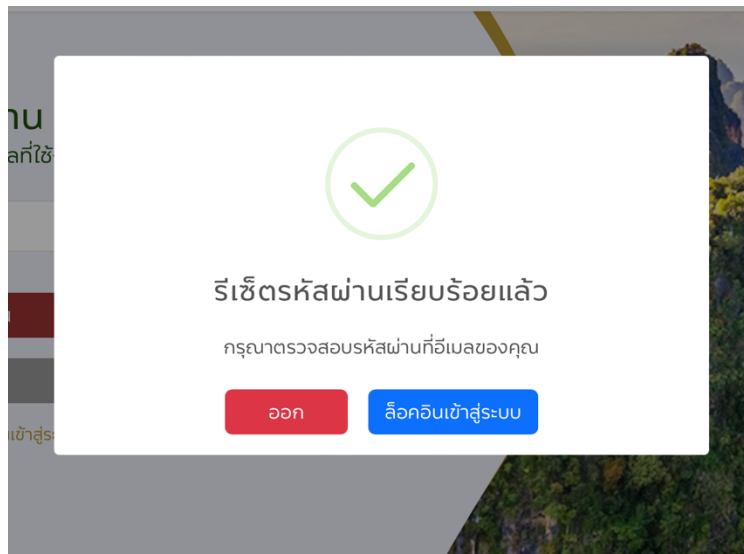 รีเซ็ตรหัสผ่านเรียบร้อยแล้ว
กรุณาตรวจสอบรหัสผ่านที่อีเมลของคุณ
ออก ล็อคอินเข้าสู่ระบบ